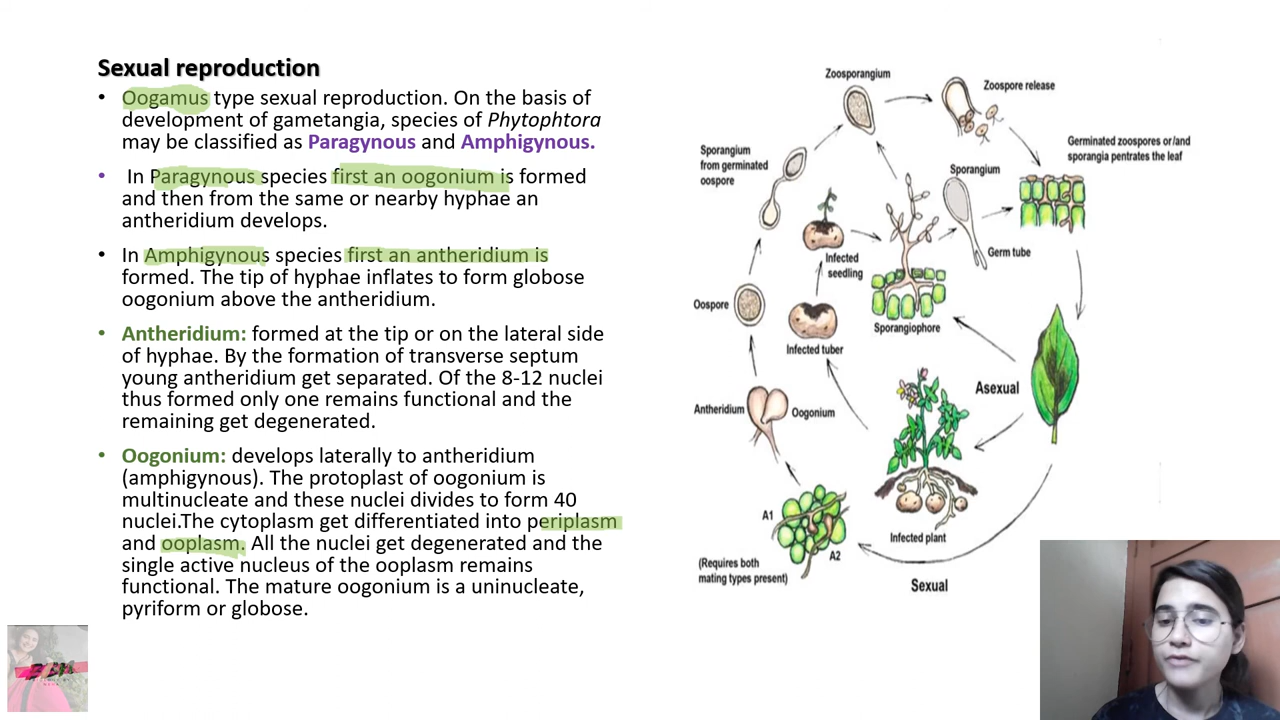 Sexual reproduction
• Oogamus type sexual reproduction. On the basis of
development of gametangia, species of Phytophtora
may be classified as Paragynous and Amphigynous.
• In Paragynous species first an oogonium is formed
and then from the same or nearby hyphae an
antheridium develops.
• In Amphigynous species first an antheridium is
formed. The tip of hyphae inflates to form globose
oogonium above the antheridium.
• Antheridium: formed at the tip or on the lateral side
of hyphae. By the formation of transverse septum
young antheridium get separated. Of the 8-12 nuclei
thus formed only one remains functional and the
remaining get degenerated.
• Oogonium: develops laterally to antheridium
(amphigynous). The protoplast of oogonium is
multinucleate and these nuclei divides to form 40
nuclei.The cytoplasm get differentiated into periplasm
and ooplasm. All the nuclei get degenerated and the
single active nucleus of the ooplasm remains
functional. The mature oogonium is a uninucleate,
pyriform or globose.
Zoosporangium
Zoospore release
Germinated zoospores or/and
sporangia pentrates the leaf
Sporangium
from germinated
oospore
Sporangium
Germ tube
Infected
seedling
Oospore
Sporangiophore
Infected tuber
Asexual
Antheridium
Oogonium
A1
A2
Infected plant
(Requires both
mating types present)
Sexual